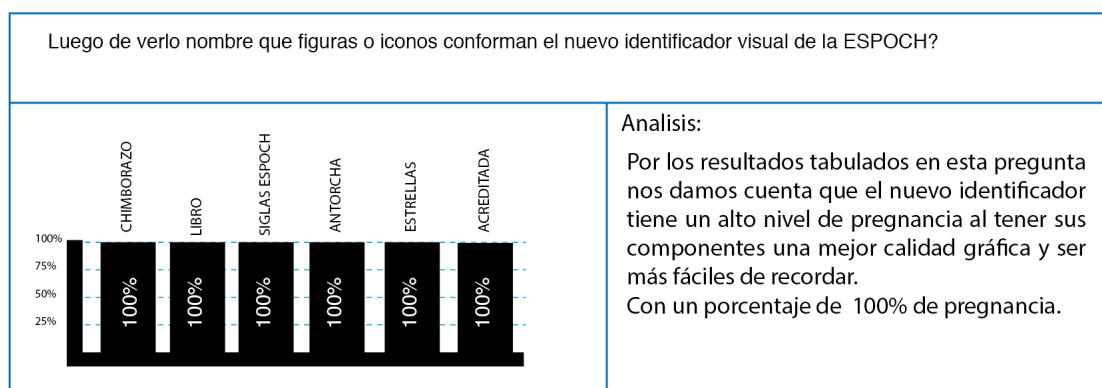 Luego de verlo nombre que figuras o iconos conforman el nuevo identificador visual de la ESPOCH?
CHIMBORAZO
LIBRO
SIGLAS ESPOCH
ANTORCHA
ESTRELLAS
ACREDITADA
100%
75%
50%
25%
100%
100%
100%
100%
100%
100%
Analisis:
Por los resultados tabulados en esta pregunta
nos damos cuenta que el nuevo identificador
tiene un alto nivel de pregnancia al tener sus
componentes una mejor calidad gráfica y ser
más fáciles de recordar.
Con un porcentaje de 100% de pregnancia.